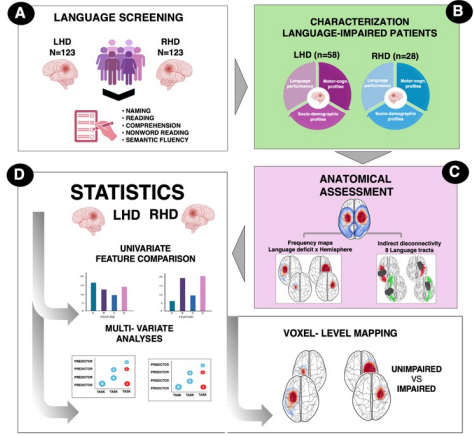 A
LANGUAGE SCREENING
LHD
N=123
RHD
N=123
• NAMING
• READING
• COMPREHENSION
• NONWORD READING
• SEMANTIC FLUENCY
B
CHARACTERIZATION
LANGUAGE-IMPAIRED PATIENTS
LHD (n=58)
RHD (n=28)
Language
performance
Motor-cogn
profiles
Socio-demographic
profiles
Language
performance
Motor-cogn
profiles
Socio-demographic
profiles
C
ANATOMICAL
ASSESSMENT
Frequency maps
Language deficit x Hemisphere
Indirect disconnectivity
8 Language tracts
D
STATISTICS
LHD RHD
UNIVARIATE
FEATURE COMPARISON
MULTI- VARIATE
ANALYSES
PREDICTOR
PREDICTOR
PREDICTOR
PREDICTOR
TASK TASK TASK
PREDICTOR
PREDICTOR
PREDICTOR
PREDICTOR
TASK TASK TASK
VOXEL- LEVEL MAPPING
UNIMPAIRED
VS
IMPAIRED